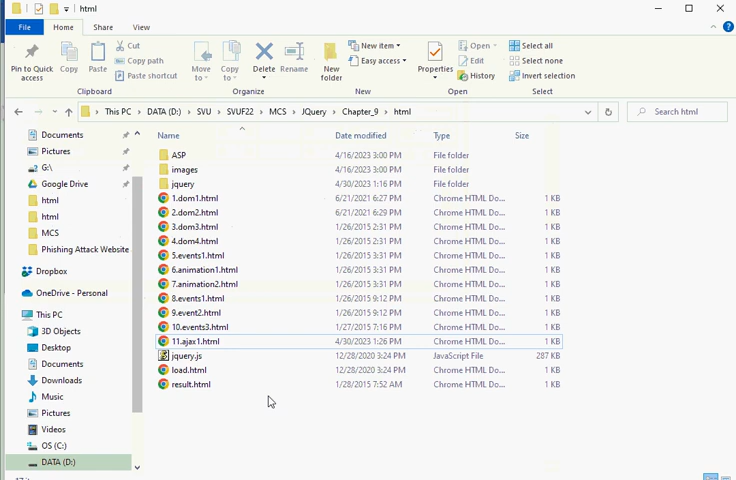 html
File Home Share View
Pin to Quick access
Copy
Paste
Cut
Copy path
Paste shortcut
Clipboard
Move to
Copy to
Delete
Rename
Organize
New folder
New item
Easy access
New
Properties
Open
Edit
History
Open
Select all
Select none
Invert selection
Select
This PC > DATA (D:) > SVU > SVUF22 > MCS > JQuery > Chapter_9 > html
Search html
Documents
Pictures
G:\
Google Drive
html
html
MCS
Phishing Attack Website
Dropbox
OneDrive - Personal
This PC
3D Objects
Desktop
Documents
Downloads
Music
Pictures
Videos
OS (C:)
DATA (D:)
Name Date modified Type Size
ASP 4/16/2023 3:00 PM File folder
images 4/16/2023 3:00 PM File folder
jquery 4/30/2023 1:16 PM File folder
1.dom1.html 6/21/2021 6:27 PM Chrome HTML Do... 1 KB
2.dom2.html 6/21/2021 6:29 PM Chrome HTML Do... 1 KB
3.dom3.html 1/26/2015 2:31 PM Chrome HTML Do... 1 KB
4.dom4.html 1/26/2015 2:31 PM Chrome HTML Do... 1 KB
5.events1.html 1/26/2015 3:31 PM Chrome HTML Do... 1 KB
6.animation1.html 1/26/2015 3:31 PM Chrome HTML Do... 1 KB
7.animation2.html 1/26/2015 3:31 PM Chrome HTML Do... 1 KB
8.events1.html 1/26/2015 9:12 PM Chrome HTML Do... 1 KB
9.event2.html 1/26/2015 9:12 PM Chrome HTML Do... 1 KB
10.events3.html 1/27/2015 7:16 PM Chrome HTML Do... 1 KB
11.ajax1.html 4/30/2023 1:26 PM Chrome HTML Do... 1 KB
jquery.js 12/28/2020 3:24 PM JavaScript File 287 KB
load.html 12/28/2020 3:24 PM Chrome HTML Do... 1 KB
result.html 1/28/2015 7:52 AM Chrome HTML Do... 1 KB